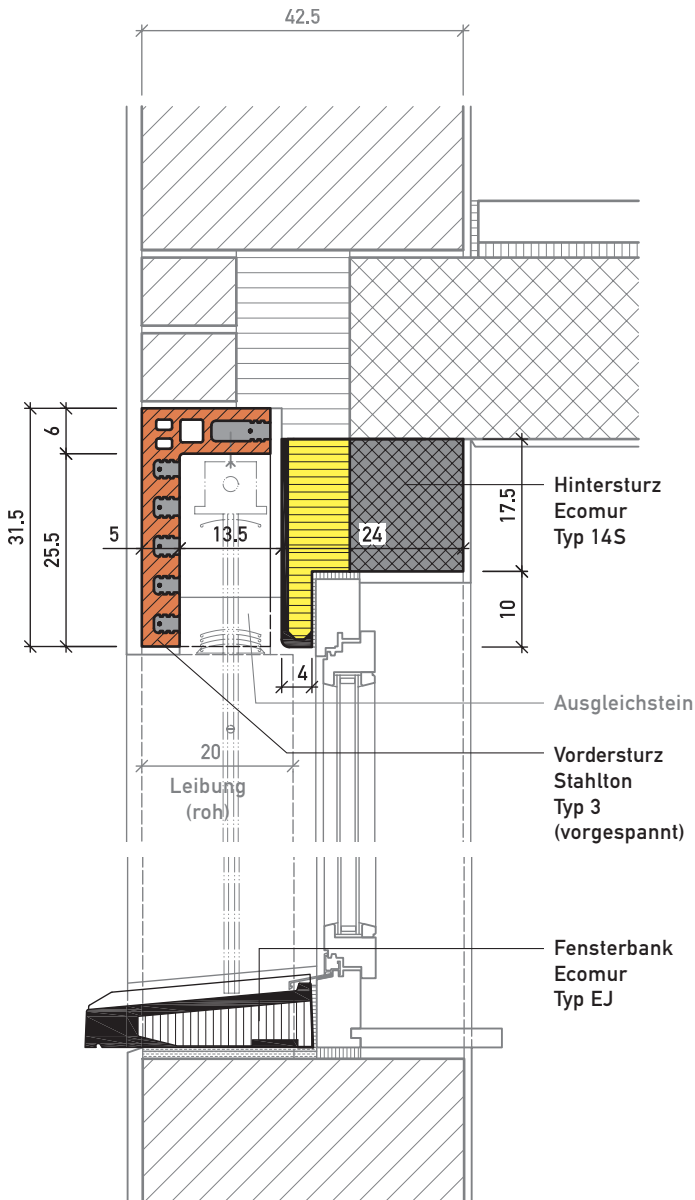 42.5
6
31.5
25.5
5
13.5
24
17.5
10
4
Hintersturz
Ecomur
Typ 14S
Ausgleichstein
20
Leibung
(roh)
Vordersturz
Stahlton
Typ 3
(vorgespannt)
Fensterbank
Ecomur
Typ EJ